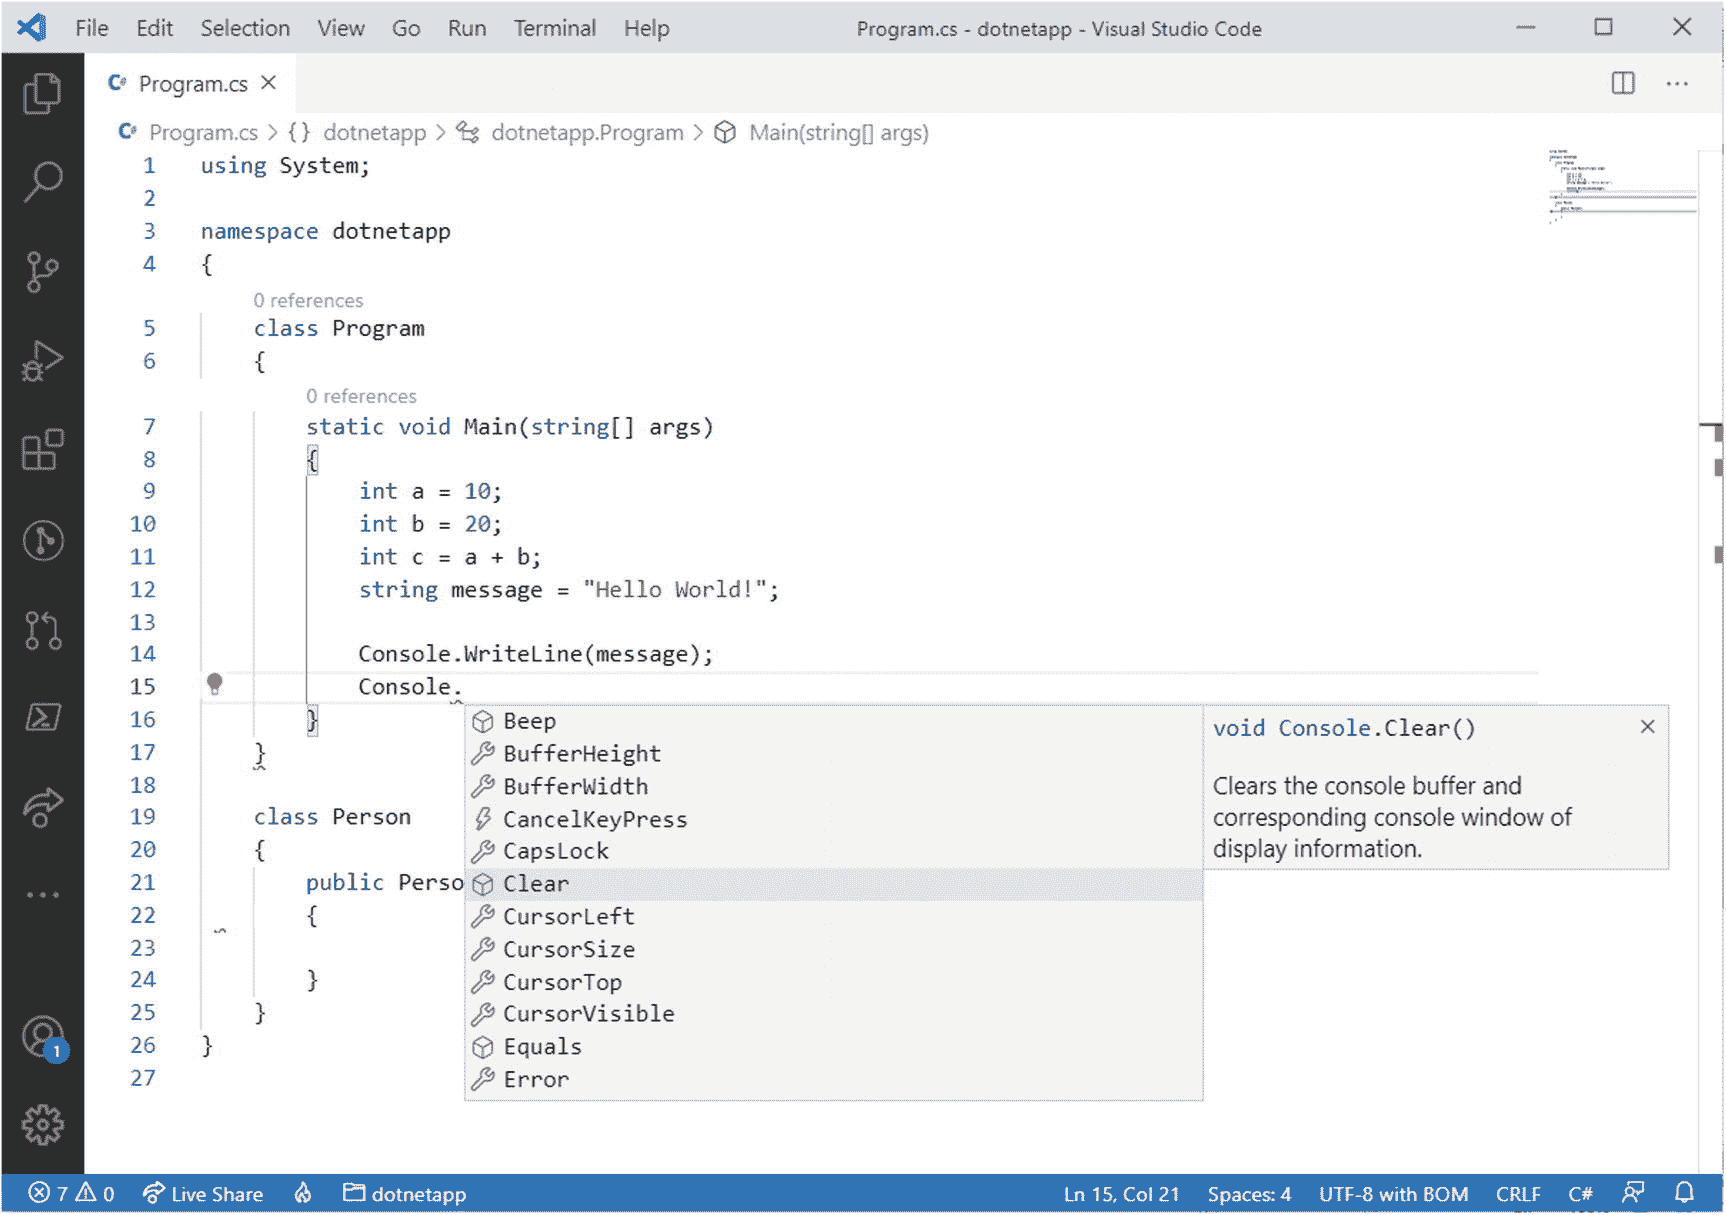 File Edit Selection View Go Run Terminal Help Program.cs - dotnetapp - Visual Studio Code
C# Program.cs
C# Program.cs > {} dotnetapp > dotnetapp.Program > Main(string[] args)
1 using System;
2
3 namespace dotnetapp
4 {
0 references
5 class Program
6 {
0 references
7 static void Main(string[] args)
8 {
9 int a = 10;
10 int b = 20;
11 int c = a + b;
12 string message = "Hello World!";
13
14 Console.WriteLine(message);
15 Console.
16 }
17 }
18
19 class Person
20 {
21 public Perso
22 {
23
24 }
25 }
26 }
27
Beep
BufferHeight
BufferWidth
CancelKeyPress
CapsLock
Clear
CursorLeft
CursorSize
CursorTop
CursorVisible
Equals
Error
void Console.Clear()
Clears the console buffer and
corresponding console window of
display information.
1
7 0 Live Share dotnetapp Ln 15, Col 21 Spaces: 4 UTF-8 with BOM CRLF C#